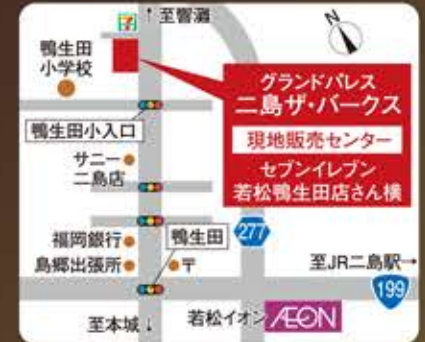 ↑至響灘
N
鴨生田
小学校
グランドパレス
二島ザ・パークス
現地販売センター
セブンイレブン
若松鴨生田店さん横
鴨生田小入口
サニー
二島店
277
福岡銀行
鴨生田
島郷出張所
〒
至JR二島駅→
199
至本城↓
若松イオン
ÆON